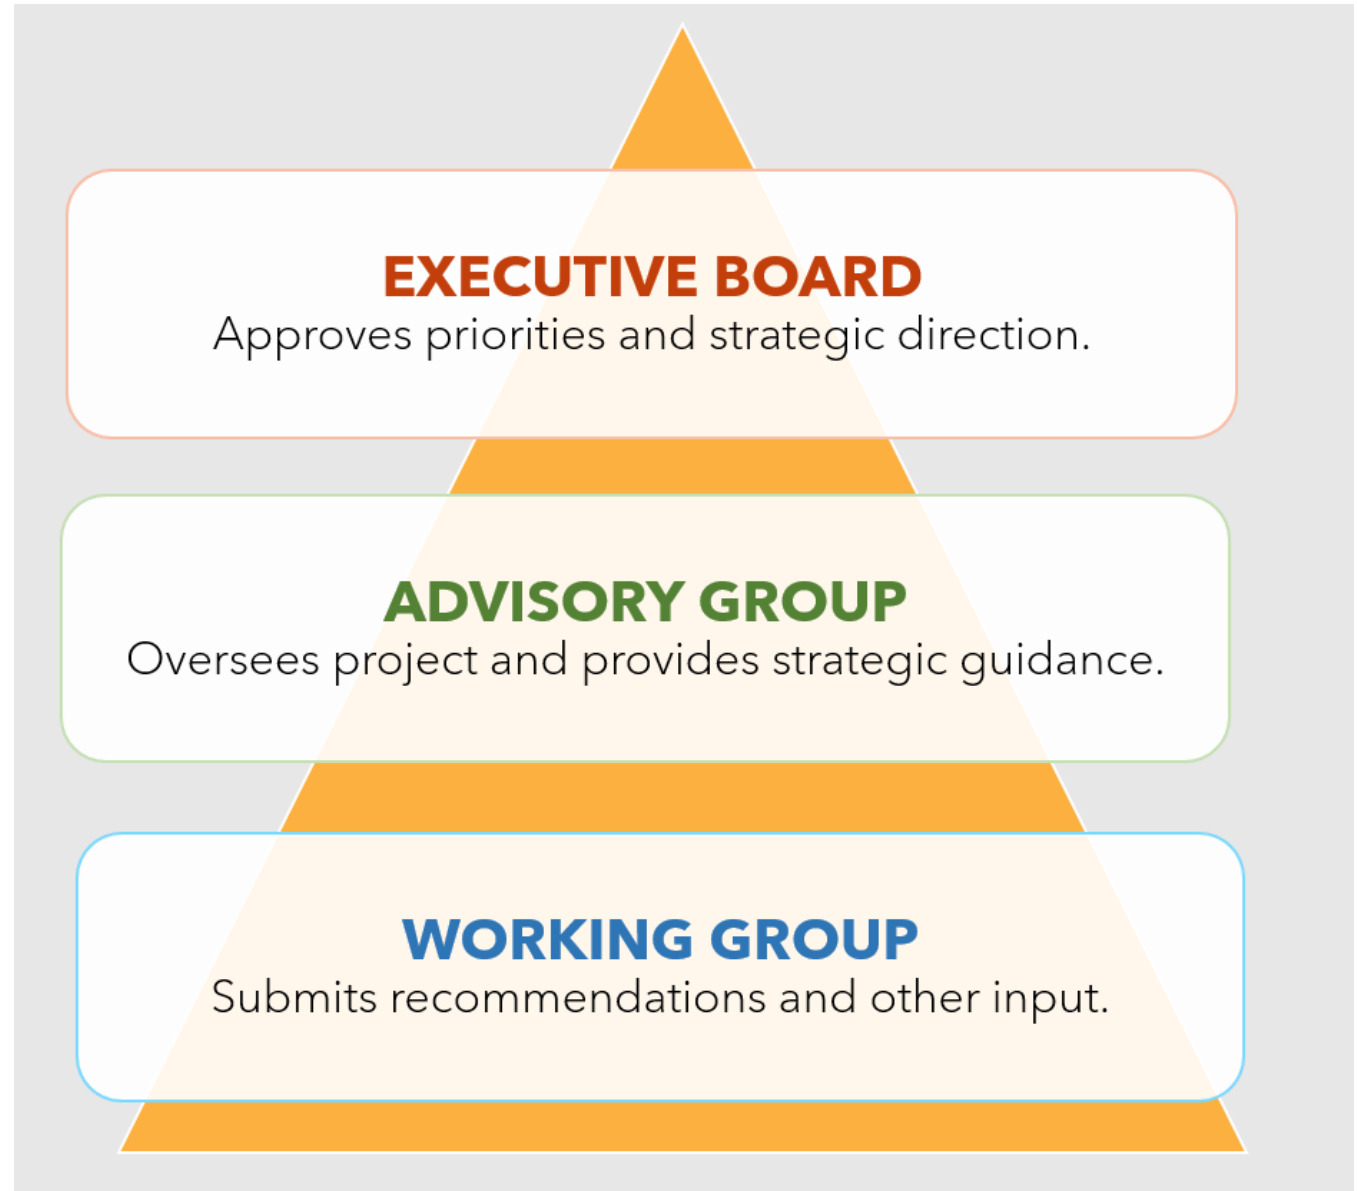 EXECUTIVE BOARD
Approves priorities and strategic direction.
ADVISORY GROUP
Oversees project and provides strategic guidance.
WORKING GROUP
Submits recommendations and other input.